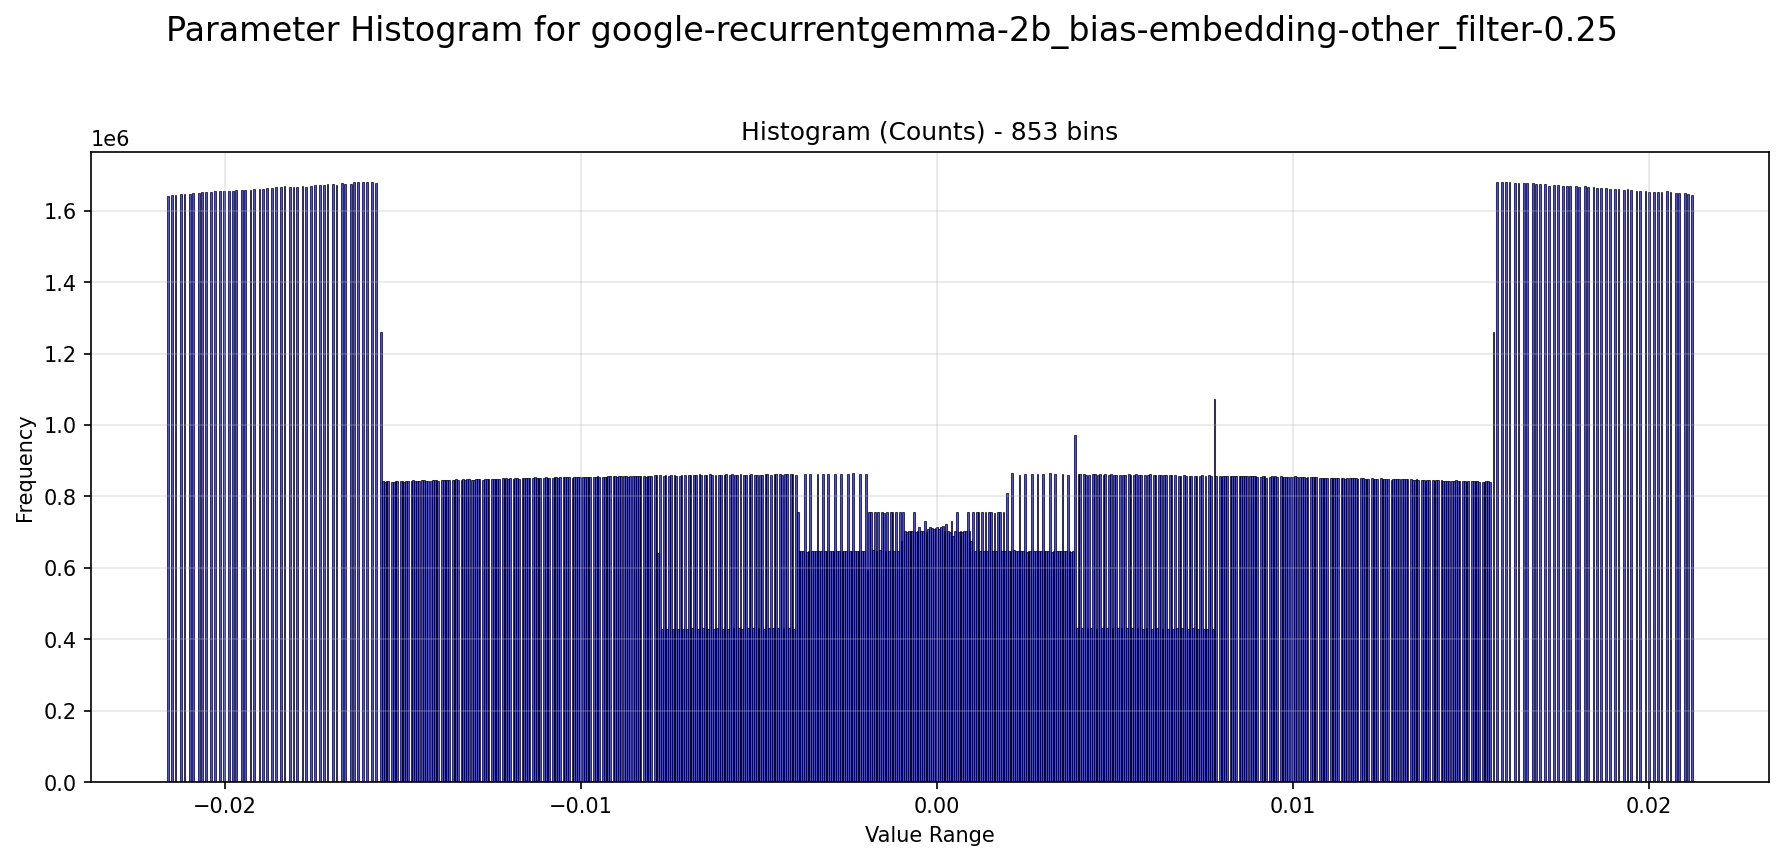 Parameter Histogram for google-recurrentgemma-2b_bias-embedding-other_filter-0.25
Histogram (Counts) - 853 bins
1e6
1.6
1.4
1.2
1.0
0.8
0.6
0.4
0.2
0.0
Frequency
−0.02
−0.01
0.00
0.01
0.02
Value Range